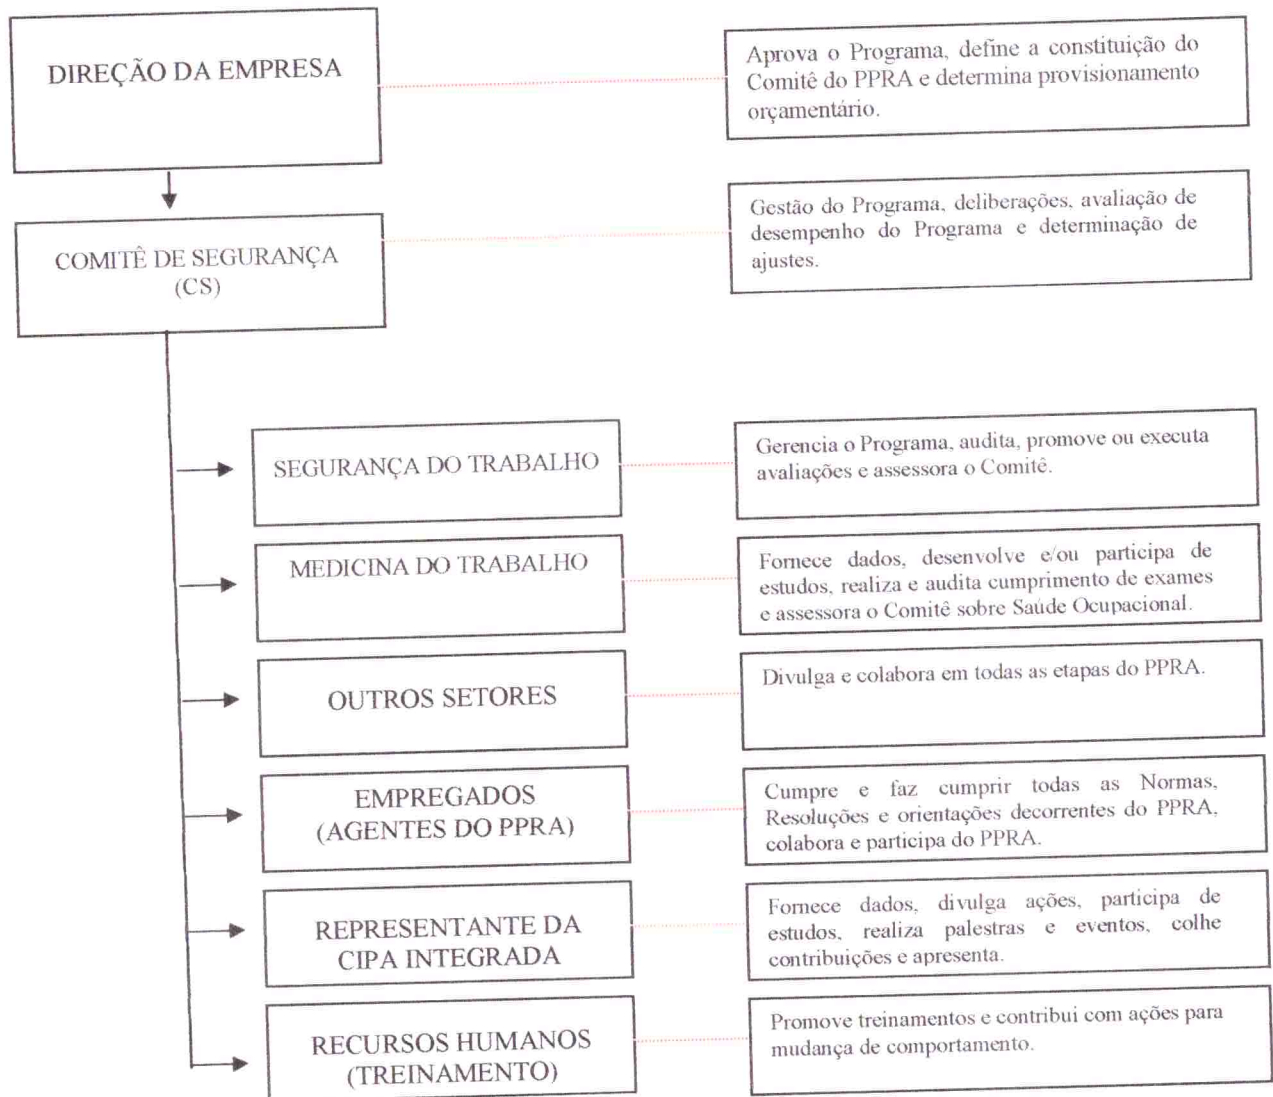 DIREÇÃO DA EMPRESA
Aprova o Programa, define a constituição do
Comitê do PPRA e determina provisionamento
orçamentário.
COMITÊ DE SEGURANÇA
(CS)
Gestão do Programa, deliberações, avaliação de
desempenho do Programa e determinação de
ajustes.
SEGURANÇA DO TRABALHO
Gerencia o Programa, audita, promove ou executa
avaliações e assessora o Comitê.
MEDICINA DO TRABALHO
Fornece dados, desenvolve e/ou participa de
estudos, realiza e audita cumprimento de exames
e assessora o Comitê sobre Saúde Ocupacional.
OUTROS SETORES
Divulga e colabora em todas as etapas do PPRA.
EMPREGADOS
(AGENTES DO PPRA)
Cumpre e faz cumprir todas as Normas,
Resoluções e orientações decorrentes do PPRA,
colabora e participa do PPRA.
REPRESENTANTE DA
CIPA INTEGRADA
Fornece dados, divulga ações, participa de
estudos, realiza palestras e eventos, colhe
contribuições e apresenta.
RECURSOS HUMANOS
(TREINAMENTO)
Promove treinamentos e contribui com ações para
mudança de comportamento.